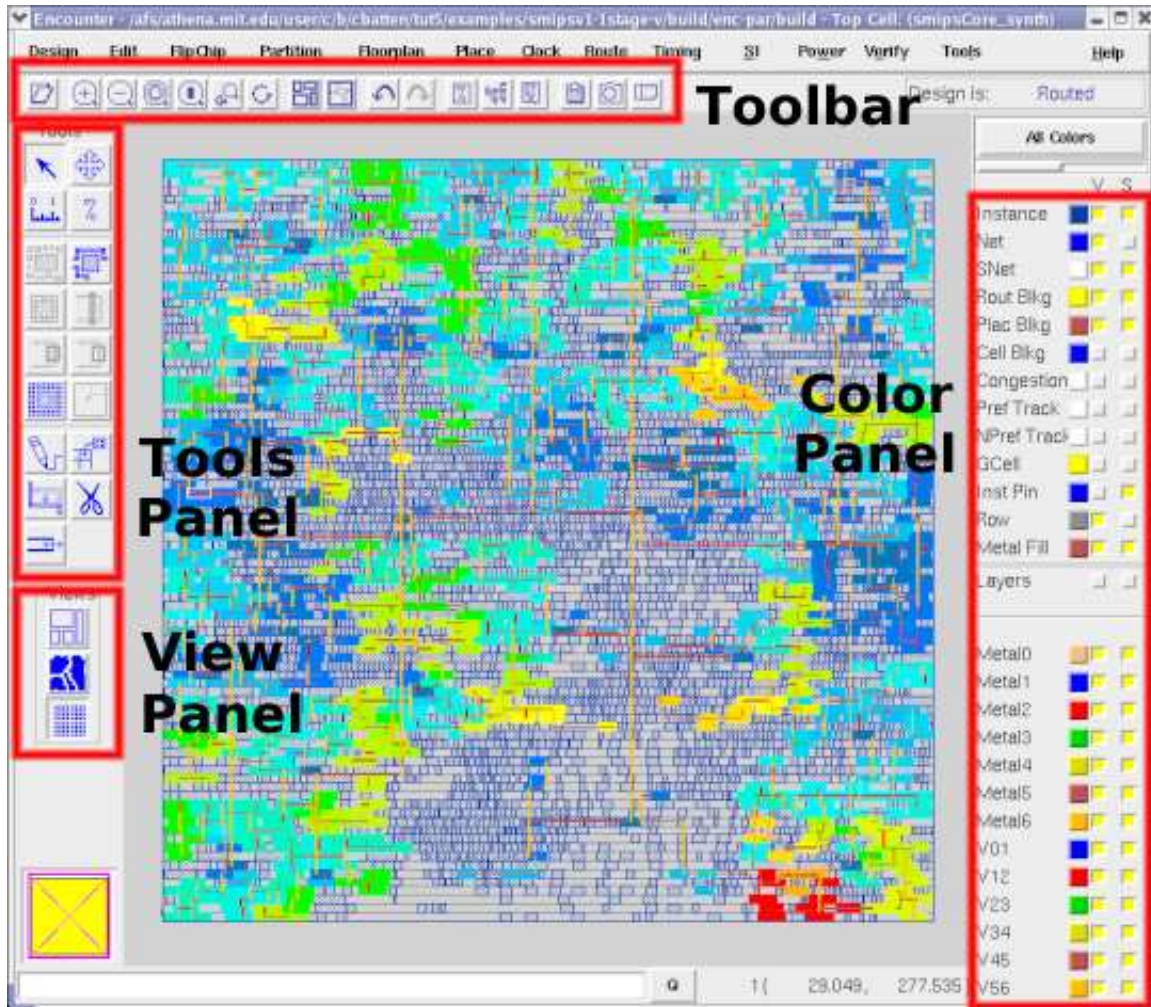 Encounter - /afs/athena.mit.edu/user/c/b/cbatten/tut5/examples/smipsv1-1stage-v/build/enc-par/build - Top Cell: (smipsCore_synth)
Design Edit FlipChip Partition Floorplan Place Clock Route Timing SI Power Verify Tools Help
Toolbar
Design is: Routed
Tools
All Colors
V S
Instance
Net
SNet
Rout Blkg
Plac Blkg
Cell Blkg
Congestion
Pref Track
NPref Track
GCell
Inst Pin
Row
Metal Fill
Layers
Color
Panel
Tools
Panel
Views
View
Panel
Metal0
Metal1
Metal2
Metal3
Metal4
Metal5
Metal6
V01
V12
V23
V34
V45
V56
Q 1 ( 29.049, 277.535